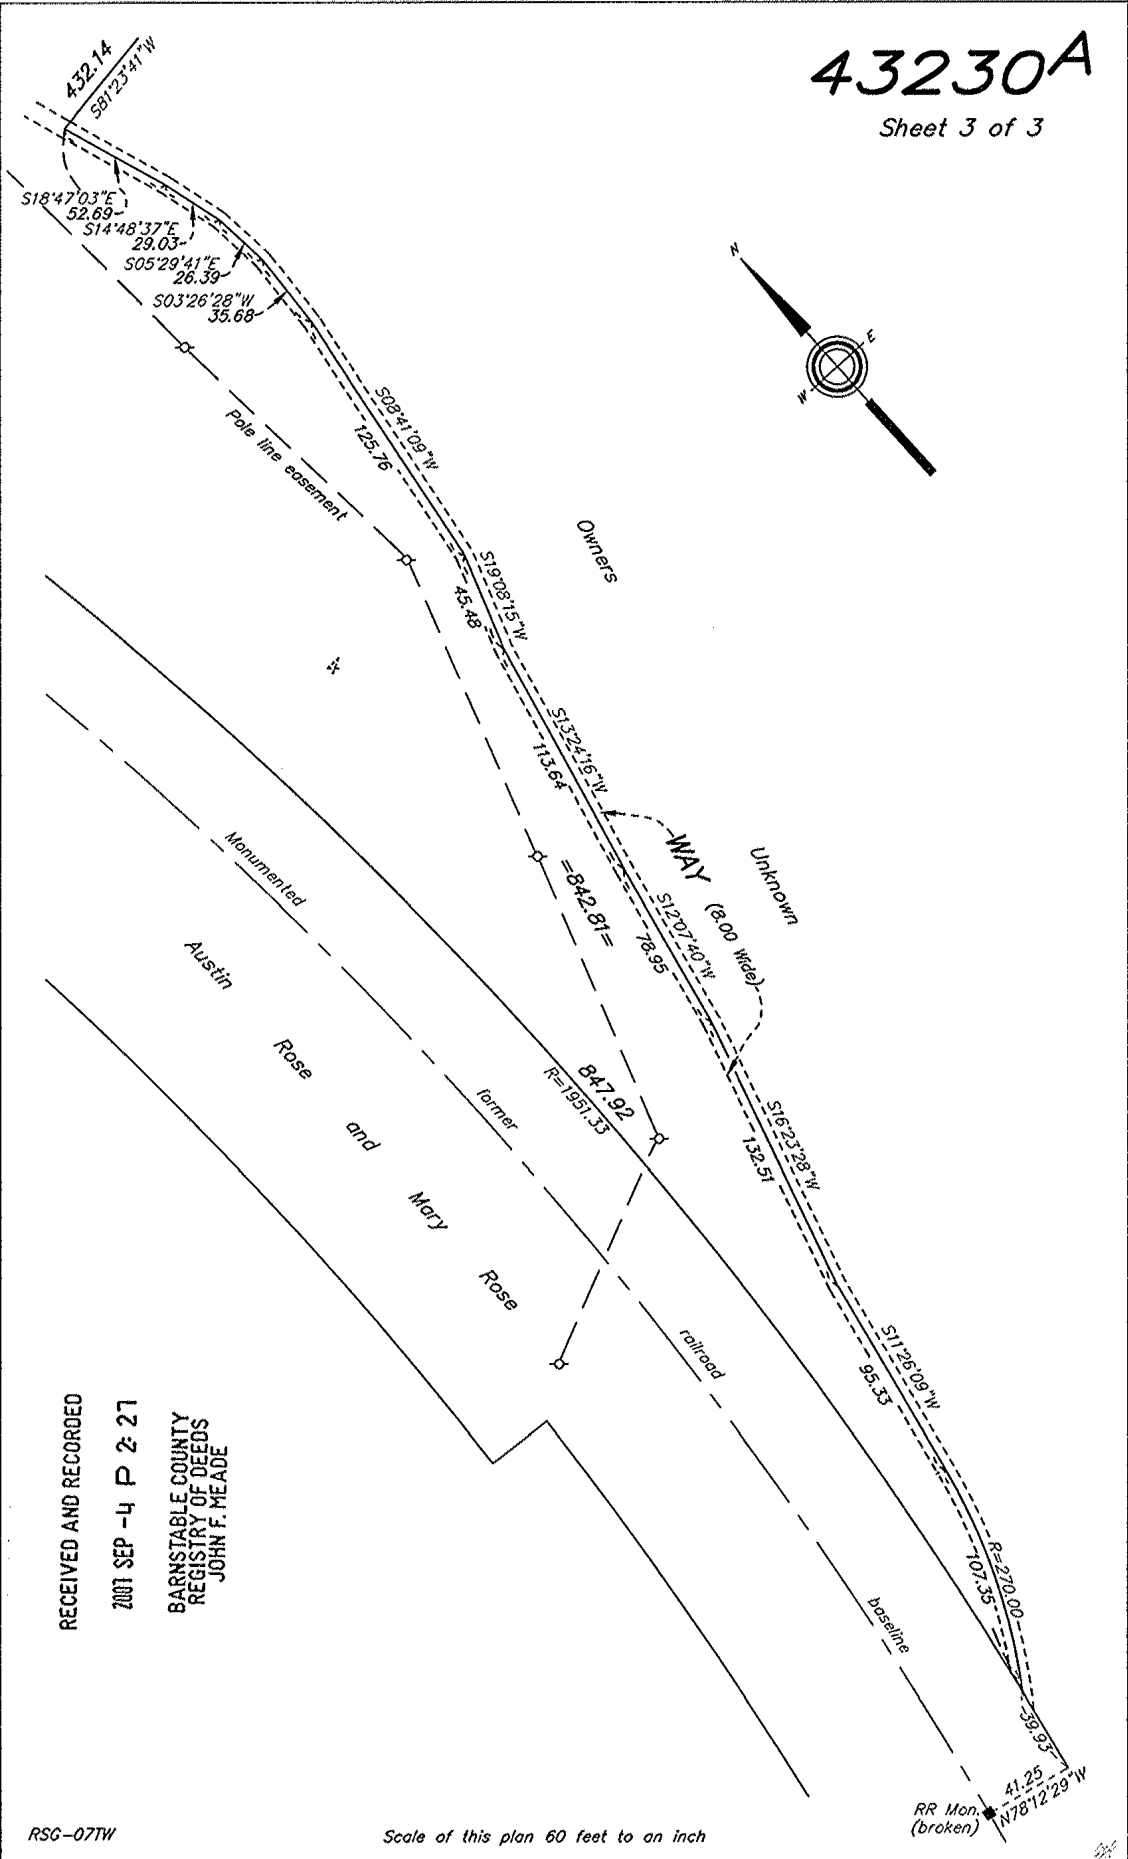 43230A
Sheet 3 of 3
432.14
S81°23'41"W
S18°47'03"E
52.69
S14°48'37"E
29.03
S05°29'41"E
26.39
S03°26'28"W
35.68
N
E
W
S08°41'09"W
125.76
Pole line easement
Owners
S19°08'15"W
45.48
S13°24'16"W
113.64
WAY
(8.00 Wide)
Unknown
=842.81=
S12°07'40"W
78.95
Monumented
former
railroad
baseline
Austin
Rose
and
Mary
Rose
847.92
R=1951.33
S16°23'28"W
132.51
S11°26'09"W
95.33
R=270.00
107.35
39.93
41.25
N78°12'29"W
RR Mon.
(broken)
RECEIVED AND RECORDED
2007 SEP -4 P 2:27
BARNSTABLE COUNTY
REGISTRY OF DEEDS
JOHN F. MEADE
RSG-07TW
Scale of this plan 60 feet to an inch